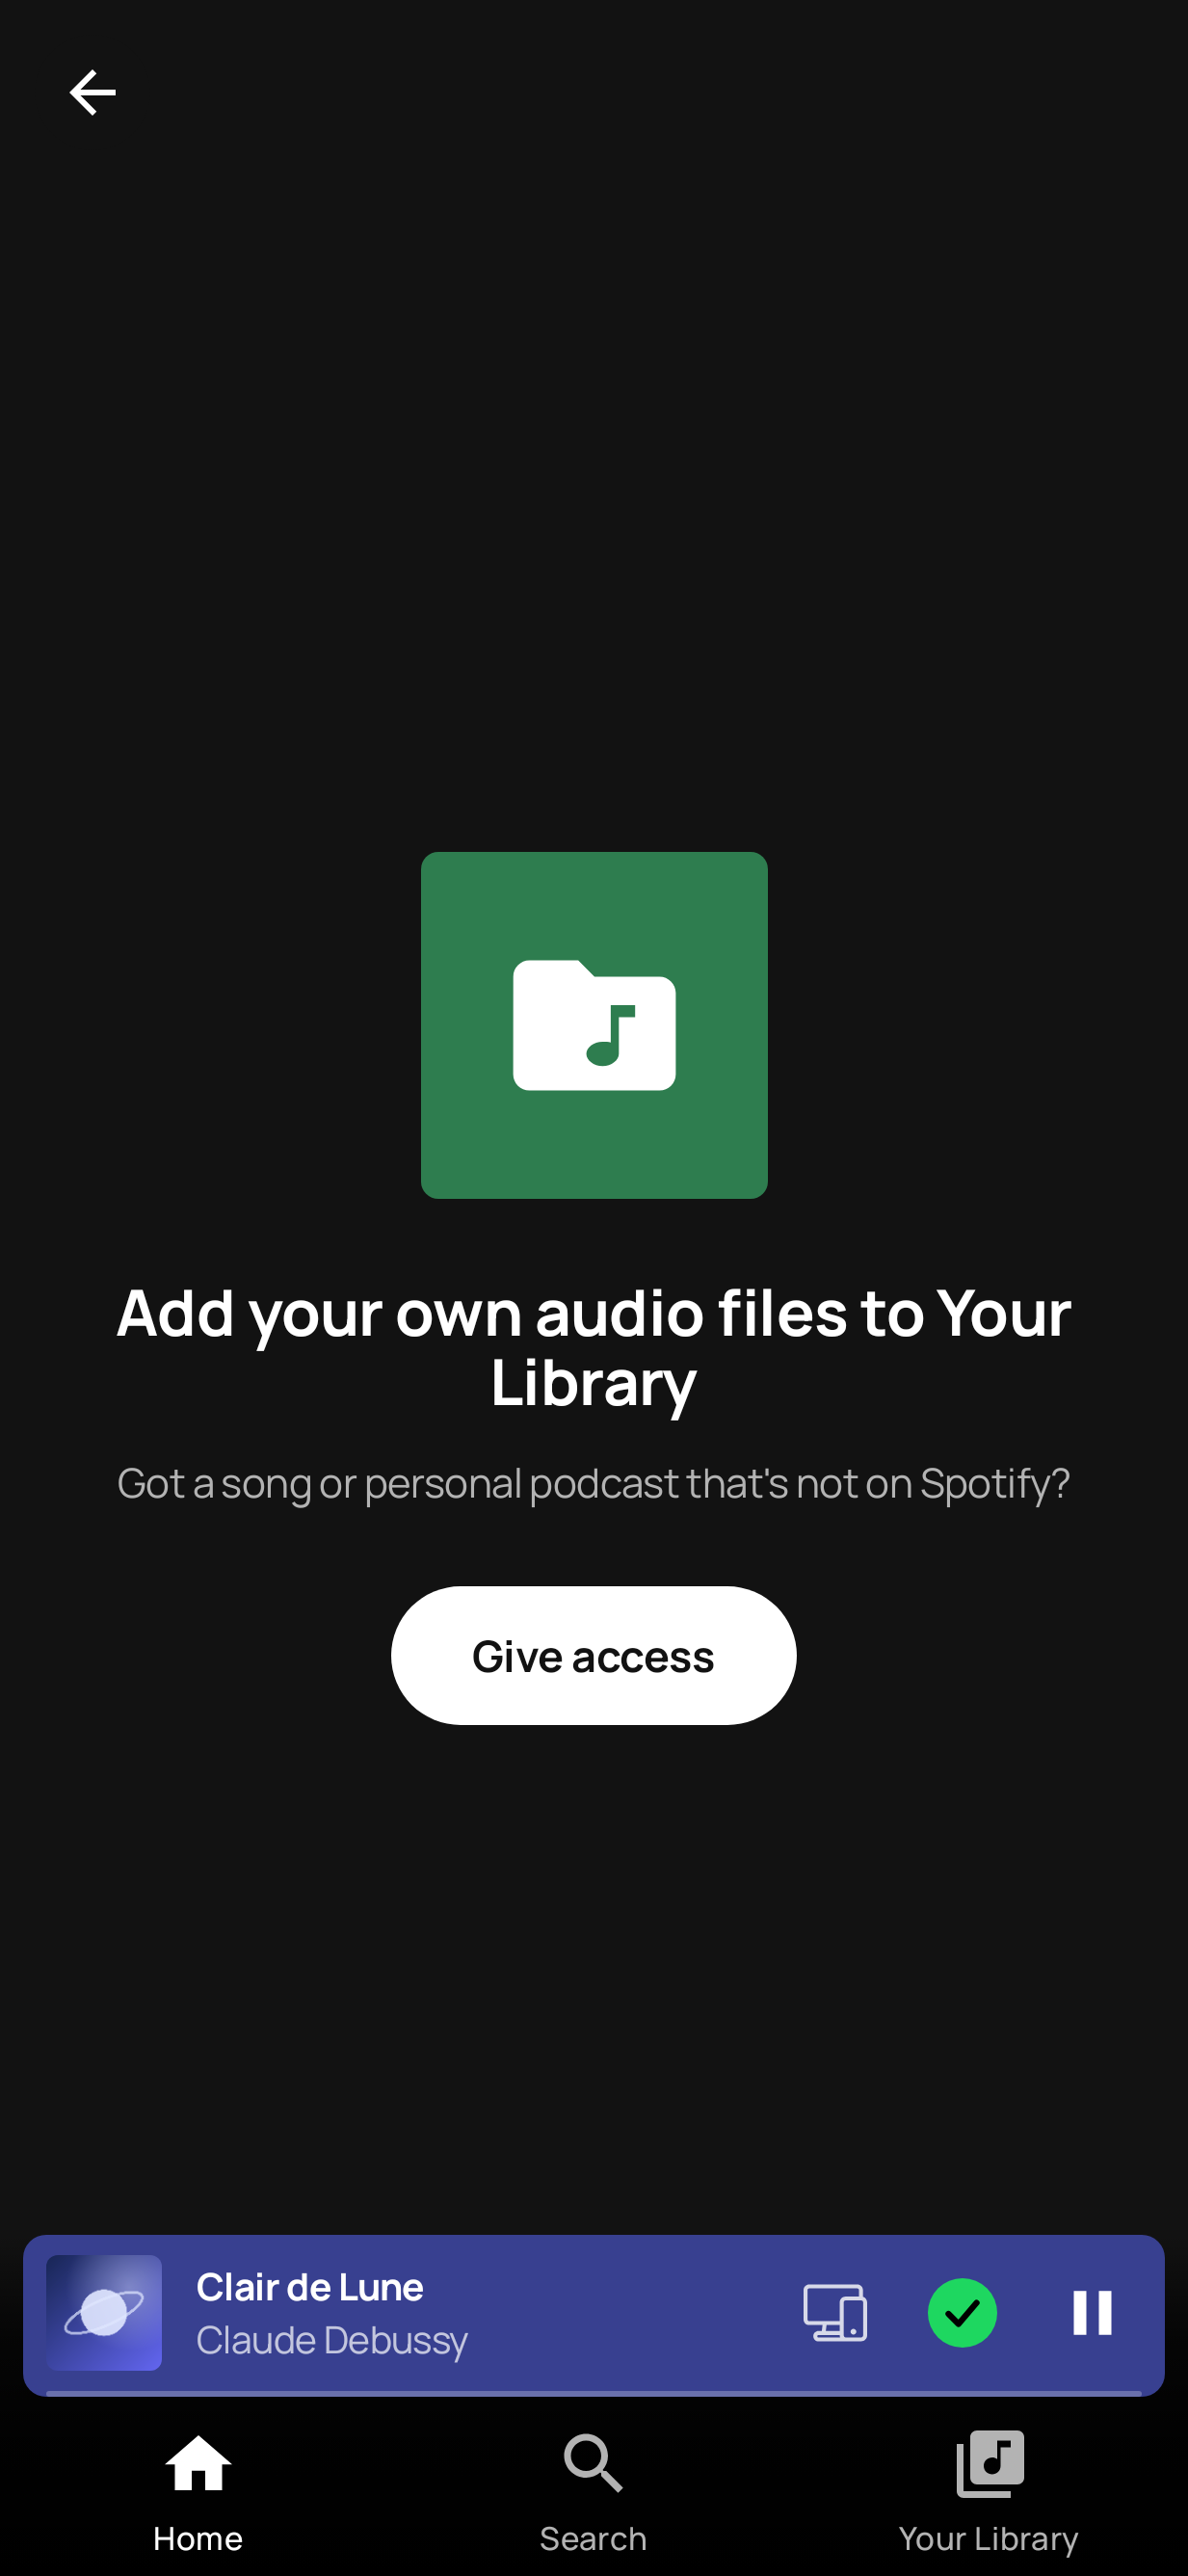 Add your own audio files to Your
Library
Got a song or personal podcast that's not on Spotify?
Give access
Clair de Lune
Claude Debussy
Home
Search
Your Library